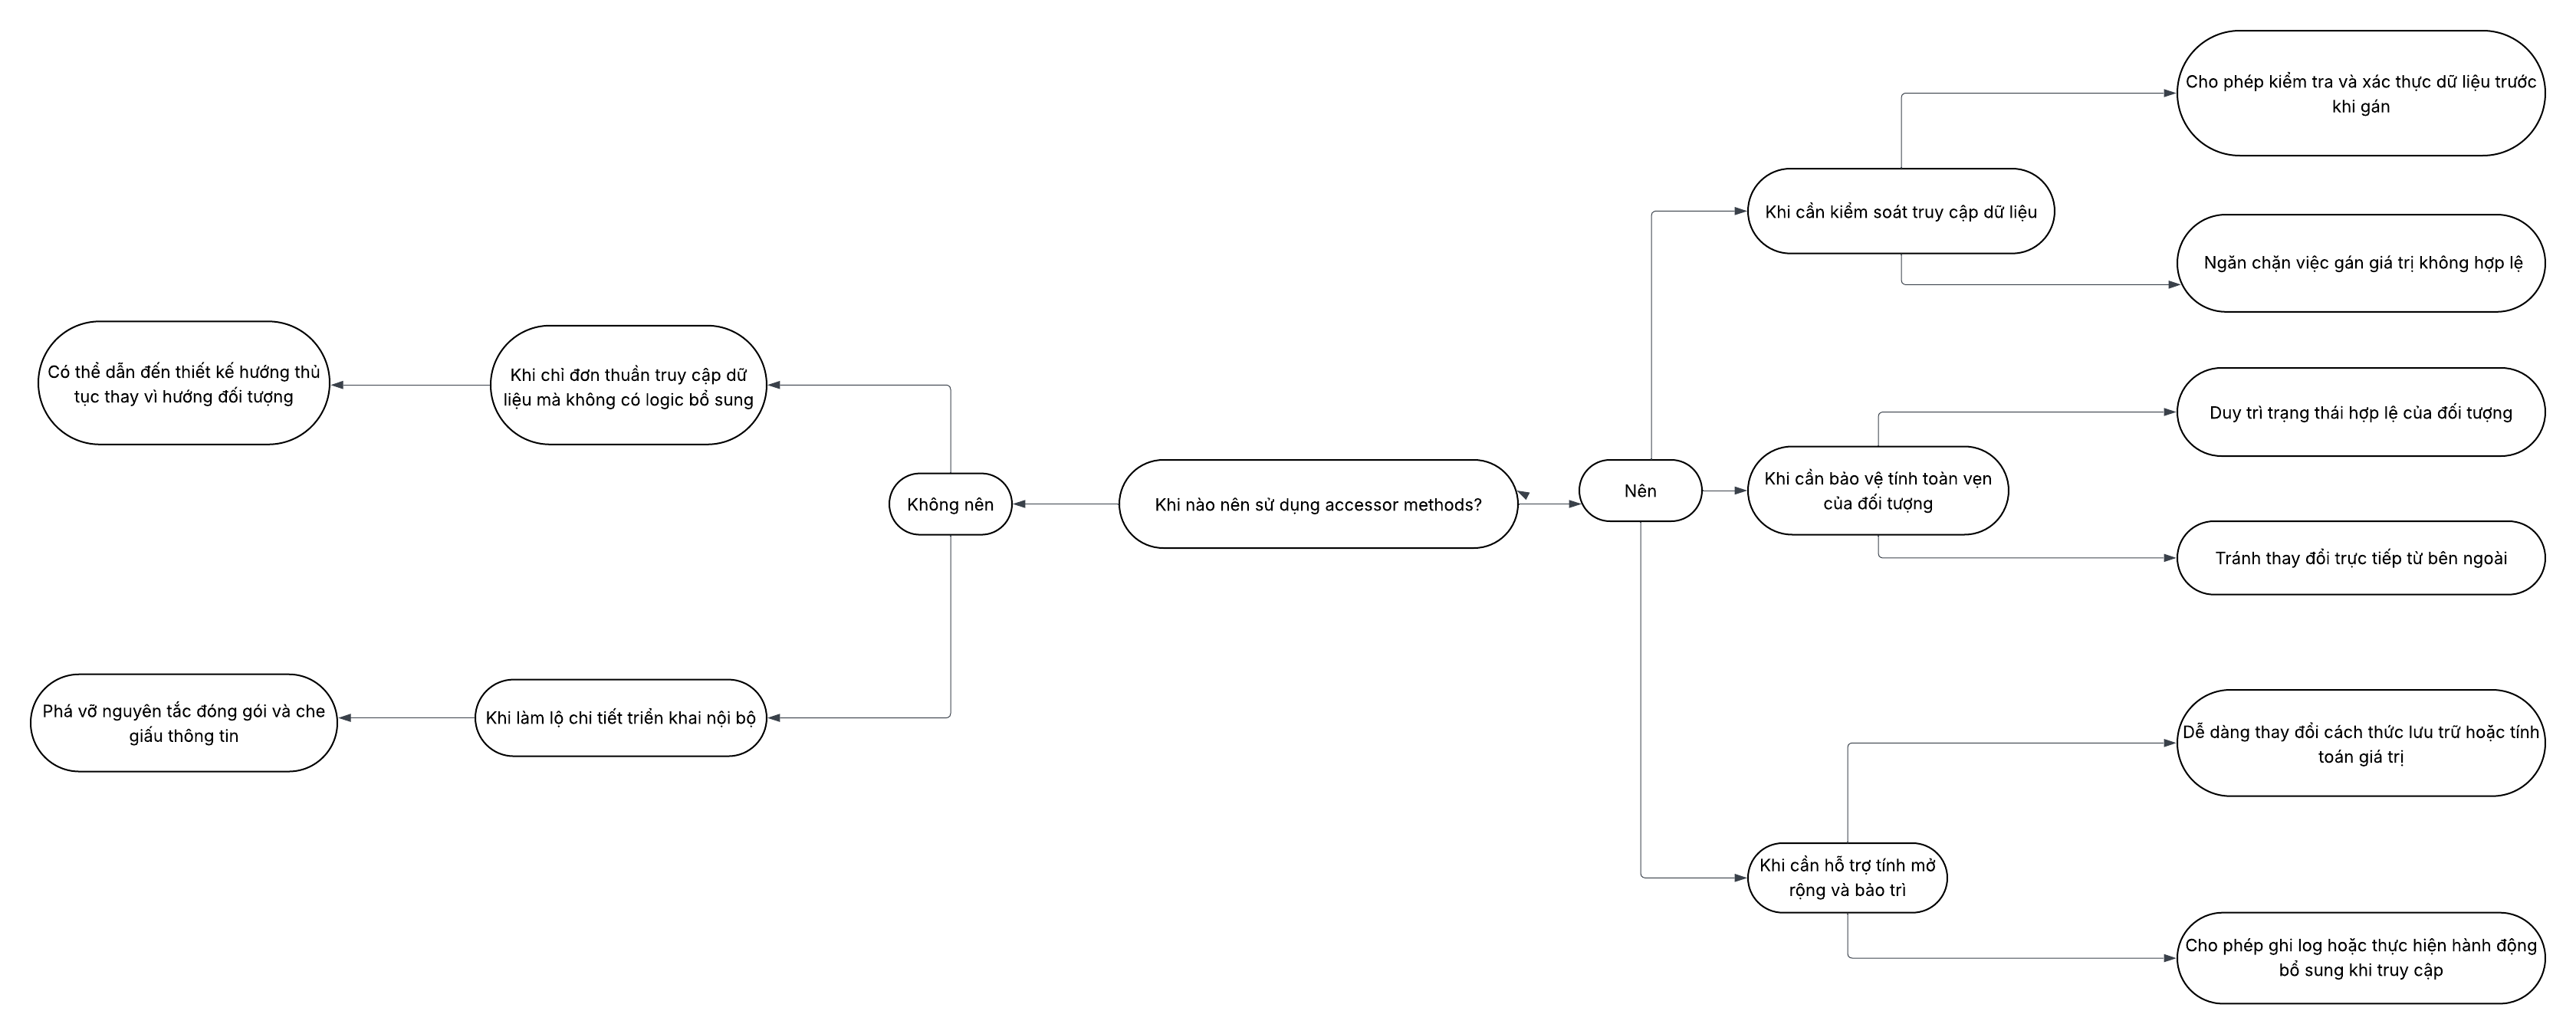 Cho phép kiểm tra và xác thực dữ liệu trước
khi gán
Khi cần kiểm soát truy cập dữ liệu
Ngăn chặn việc gán giá trị không hợp lệ
Có thể dẫn đến thiết kế hướng thủ
tục thay vì hướng đối tượng
Khi chỉ đơn thuần truy cập dữ
liệu mà không có logic bổ sung
Duy trì trạng thái hợp lệ của đối tượng
Không nên
Khi nào nên sử dụng accessor methods?
Nên
Khi cần bảo vệ tính toàn vẹn
của đối tượng
Tránh thay đổi trực tiếp từ bên ngoài
Phá vỡ nguyên tắc đóng gói và che
giấu thông tin
Khi làm lộ chi tiết triển khai nội bộ
Dễ dàng thay đổi cách thức lưu trữ hoặc tính
toán giá trị
Khi cần hỗ trợ tính mở
rộng và bảo trì
Cho phép ghi log hoặc thực hiện hành động
bổ sung khi truy cập